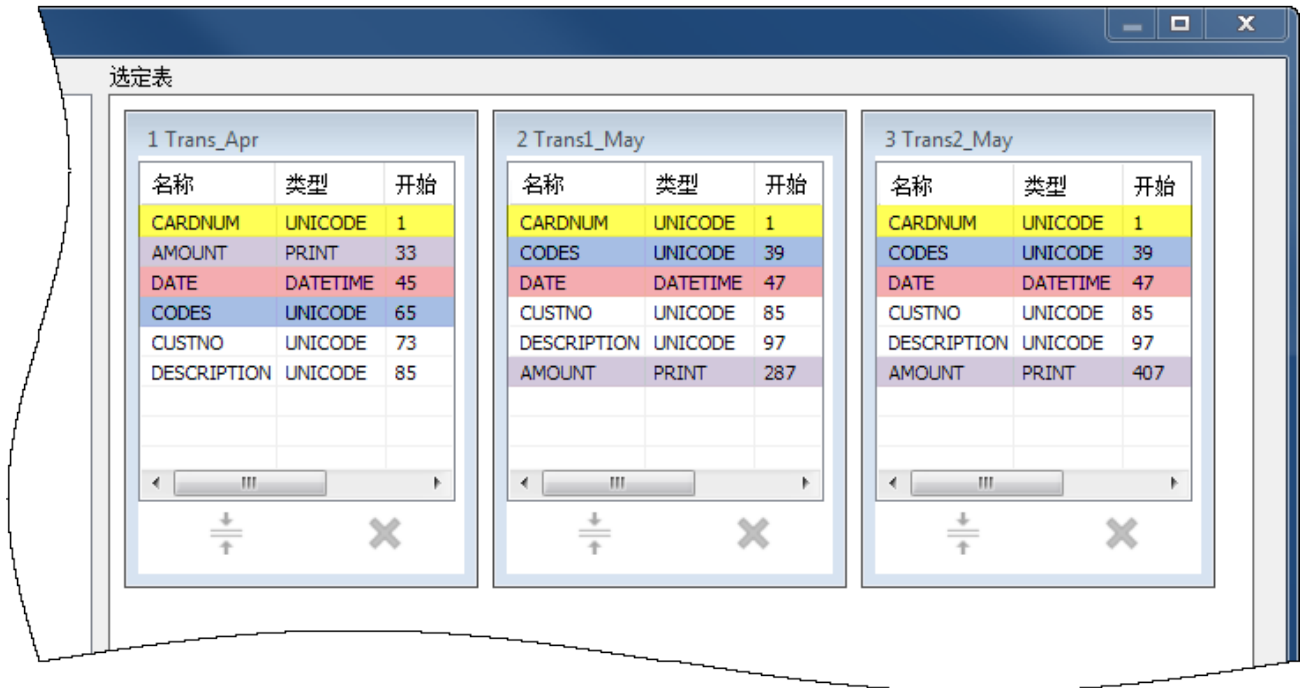 选定表
1 Trans_Apr
名称 类型 开始
CARDNUM UNICODE 1
AMOUNT PRINT 33
DATE DATETIME 45
CODES UNICODE 65
CUSTNO UNICODE 73
DESCRIPTION UNICODE 85
2 Trans1_May
名称 类型 开始
CARDNUM UNICODE 1
CODES UNICODE 39
DATE DATETIME 47
CUSTNO UNICODE 85
DESCRIPTION UNICODE 97
AMOUNT PRINT 287
3 Trans2_May
名称 类型 开始
CARDNUM UNICODE 1
CODES UNICODE 39
DATE DATETIME 47
CUSTNO UNICODE 85
DESCRIPTION UNICODE 97
AMOUNT PRINT 407